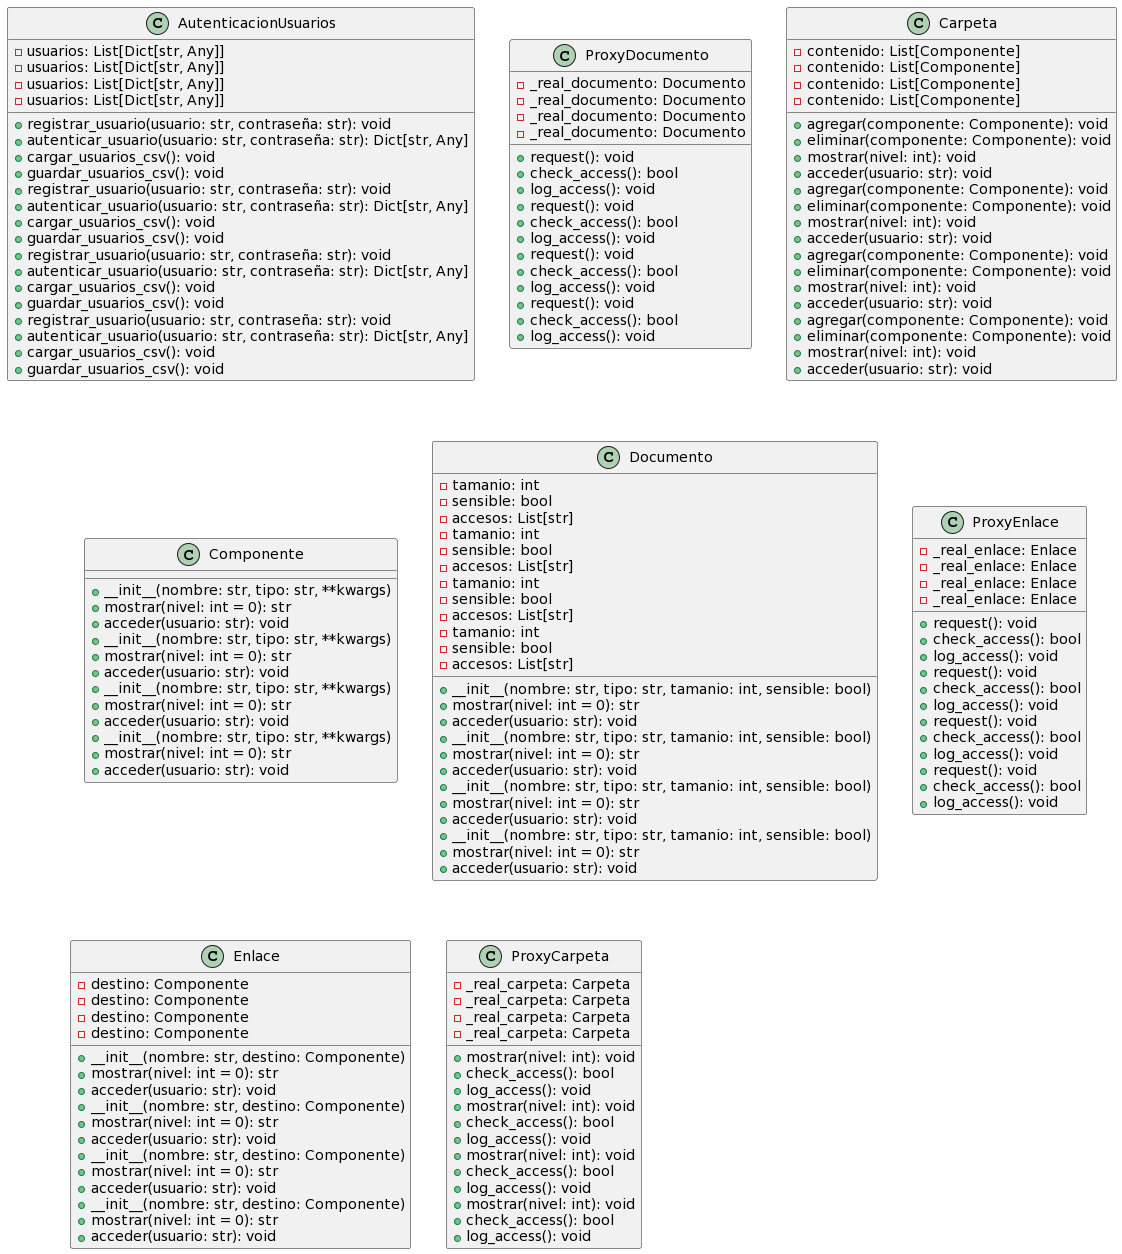 C AutenticacionUsuarios
usuarios: List[Dict[str, Any]]
usuarios: List[Dict[str, Any]]
usuarios: List[Dict[str, Any]]
usuarios: List[Dict[str, Any]]
registrar_usuario(usuario: str, contraseña: str): void
autenticar_usuario(usuario: str, contraseña: str): Dict[str, Any]
cargar_usuarios_csv(): void
guardar_usuarios_csv(): void
registrar_usuario(usuario: str, contraseña: str): void
autenticar_usuario(usuario: str, contraseña: str): Dict[str, Any]
cargar_usuarios_csv(): void
guardar_usuarios_csv(): void
registrar_usuario(usuario: str, contraseña: str): void
autenticar_usuario(usuario: str, contraseña: str): Dict[str, Any]
cargar_usuarios_csv(): void
guardar_usuarios_csv(): void
registrar_usuario(usuario: str, contraseña: str): void
autenticar_usuario(usuario: str, contraseña: str): Dict[str, Any]
cargar_usuarios_csv(): void
guardar_usuarios_csv(): void
C ProxyDocumento
_real_documento: Documento
_real_documento: Documento
_real_documento: Documento
_real_documento: Documento
request(): void
check_access(): bool
log_access(): void
request(): void
check_access(): bool
log_access(): void
request(): void
check_access(): bool
log_access(): void
request(): void
check_access(): bool
log_access(): void
C Carpeta
contenido: List[Componente]
contenido: List[Componente]
contenido: List[Componente]
contenido: List[Componente]
agregar(componente: Componente): void
eliminar(componente: Componente): void
mostrar(nivel: int): void
acceder(usuario: str): void
agregar(componente: Componente): void
eliminar(componente: Componente): void
mostrar(nivel: int): void
acceder(usuario: str): void
agregar(componente: Componente): void
eliminar(componente: Componente): void
mostrar(nivel: int): void
acceder(usuario: str): void
agregar(componente: Componente): void
eliminar(componente: Componente): void
mostrar(nivel: int): void
acceder(usuario: str): void
C Componente
__init__(nombre: str, tipo: str, **kwargs)
mostrar(nivel: int = 0): str
acceder(usuario: str): void
__init__(nombre: str, tipo: str, **kwargs)
mostrar(nivel: int = 0): str
acceder(usuario: str): void
__init__(nombre: str, tipo: str, **kwargs)
mostrar(nivel: int = 0): str
acceder(usuario: str): void
__init__(nombre: str, tipo: str, **kwargs)
mostrar(nivel: int = 0): str
acceder(usuario: str): void
C Documento
tamanio: int
sensible: bool
accesos: List[str]
tamanio: int
sensible: bool
accesos: List[str]
tamanio: int
sensible: bool
accesos: List[str]
tamanio: int
sensible: bool
accesos: List[str]
__init__(nombre: str, tipo: str, tamanio: int, sensible: bool)
mostrar(nivel: int = 0): str
acceder(usuario: str): void
__init__(nombre: str, tipo: str, tamanio: int, sensible: bool)
mostrar(nivel: int = 0): str
acceder(usuario: str): void
__init__(nombre: str, tipo: str, tamanio: int, sensible: bool)
mostrar(nivel: int = 0): str
acceder(usuario: str): void
__init__(nombre: str, tipo: str, tamanio: int, sensible: bool)
mostrar(nivel: int = 0): str
acceder(usuario: str): void
C ProxyEnlace
_real_enlace: Enlace
_real_enlace: Enlace
_real_enlace: Enlace
_real_enlace: Enlace
request(): void
check_access(): bool
log_access(): void
request(): void
check_access(): bool
log_access(): void
request(): void
check_access(): bool
log_access(): void
request(): void
check_access(): bool
log_access(): void
C Enlace
destino: Componente
destino: Componente
destino: Componente
destino: Componente
__init__(nombre: str, destino: Componente)
mostrar(nivel: int = 0): str
acceder(usuario: str): void
__init__(nombre: str, destino: Componente)
mostrar(nivel: int = 0): str
acceder(usuario: str): void
__init__(nombre: str, destino: Componente)
mostrar(nivel: int = 0): str
acceder(usuario: str): void
__init__(nombre: str, destino: Componente)
mostrar(nivel: int = 0): str
acceder(usuario: str): void
C ProxyCarpeta
_real_carpeta: Carpeta
_real_carpeta: Carpeta
_real_carpeta: Carpeta
_real_carpeta: Carpeta
mostrar(nivel: int): void
check_access(): bool
log_access(): void
mostrar(nivel: int): void
check_access(): bool
log_access(): void
mostrar(nivel: int): void
check_access(): bool
log_access(): void
mostrar(nivel: int): void
check_access(): bool
log_access(): void